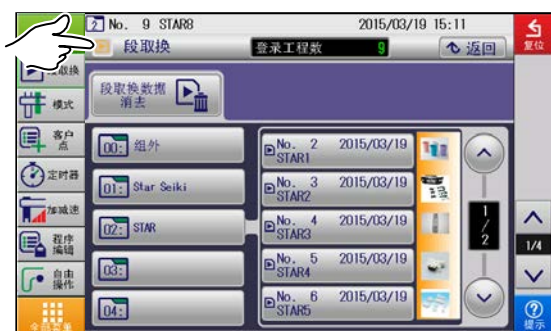 2 No. 9 STAR8
2015/03/19 15:11
段取换
登录工程数
9
返回
复位
段取换
模式
客户点
定时器
加减速
程序
编辑
自由
操作
全部菜单
段取换数据
消去
00: 组外
01: Star Seiki
02: STAR
03:
04:
No. 2 2015/03/19
STAR1
No. 3 2015/03/19
STAR2
No. 4 2015/03/19
STAR3
No. 5 2015/03/19
STAR4
No. 6 2015/03/19
STAR5
1
/
2
1/4
提示